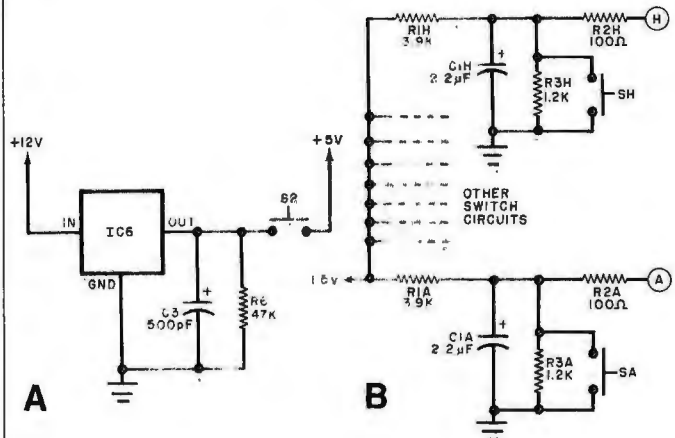 +12V
IN
IC6
OUT
GND
C3
500pF
R6
47K
S2
+5V
A
R1H
3.9K
C1H
2.2µF
+
R3H
1.2K
SH
R2H
100Ω
H
OTHER
SWITCH
CIRCUITS
R1A
3.9K
C1A
2.2µF
+
R3A
1.2K
SA
R2A
100Ω
A
B